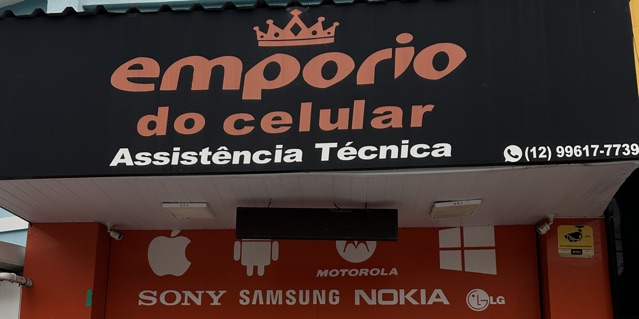 emporio
do celular
Assistência Técnica
(12) 99617-7739
MOTOROLA
SONY SAMSUNG NOKIA LG